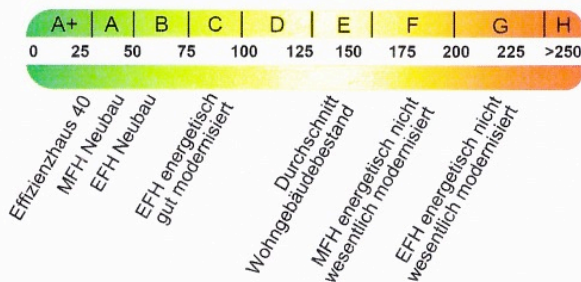 A+ A B C D E F G H
0 25 50 75 100 125 150 175 200 225 >250
Effizienzhaus 40
MFH Neubau
EFH Neubau
EFH energetisch
gut modernisiert
Durchschnitt
Wohngebäudebestand
MFH energetisch nicht
wesentlich modernisiert
EFH energetisch nicht
wesentlich modernisiert